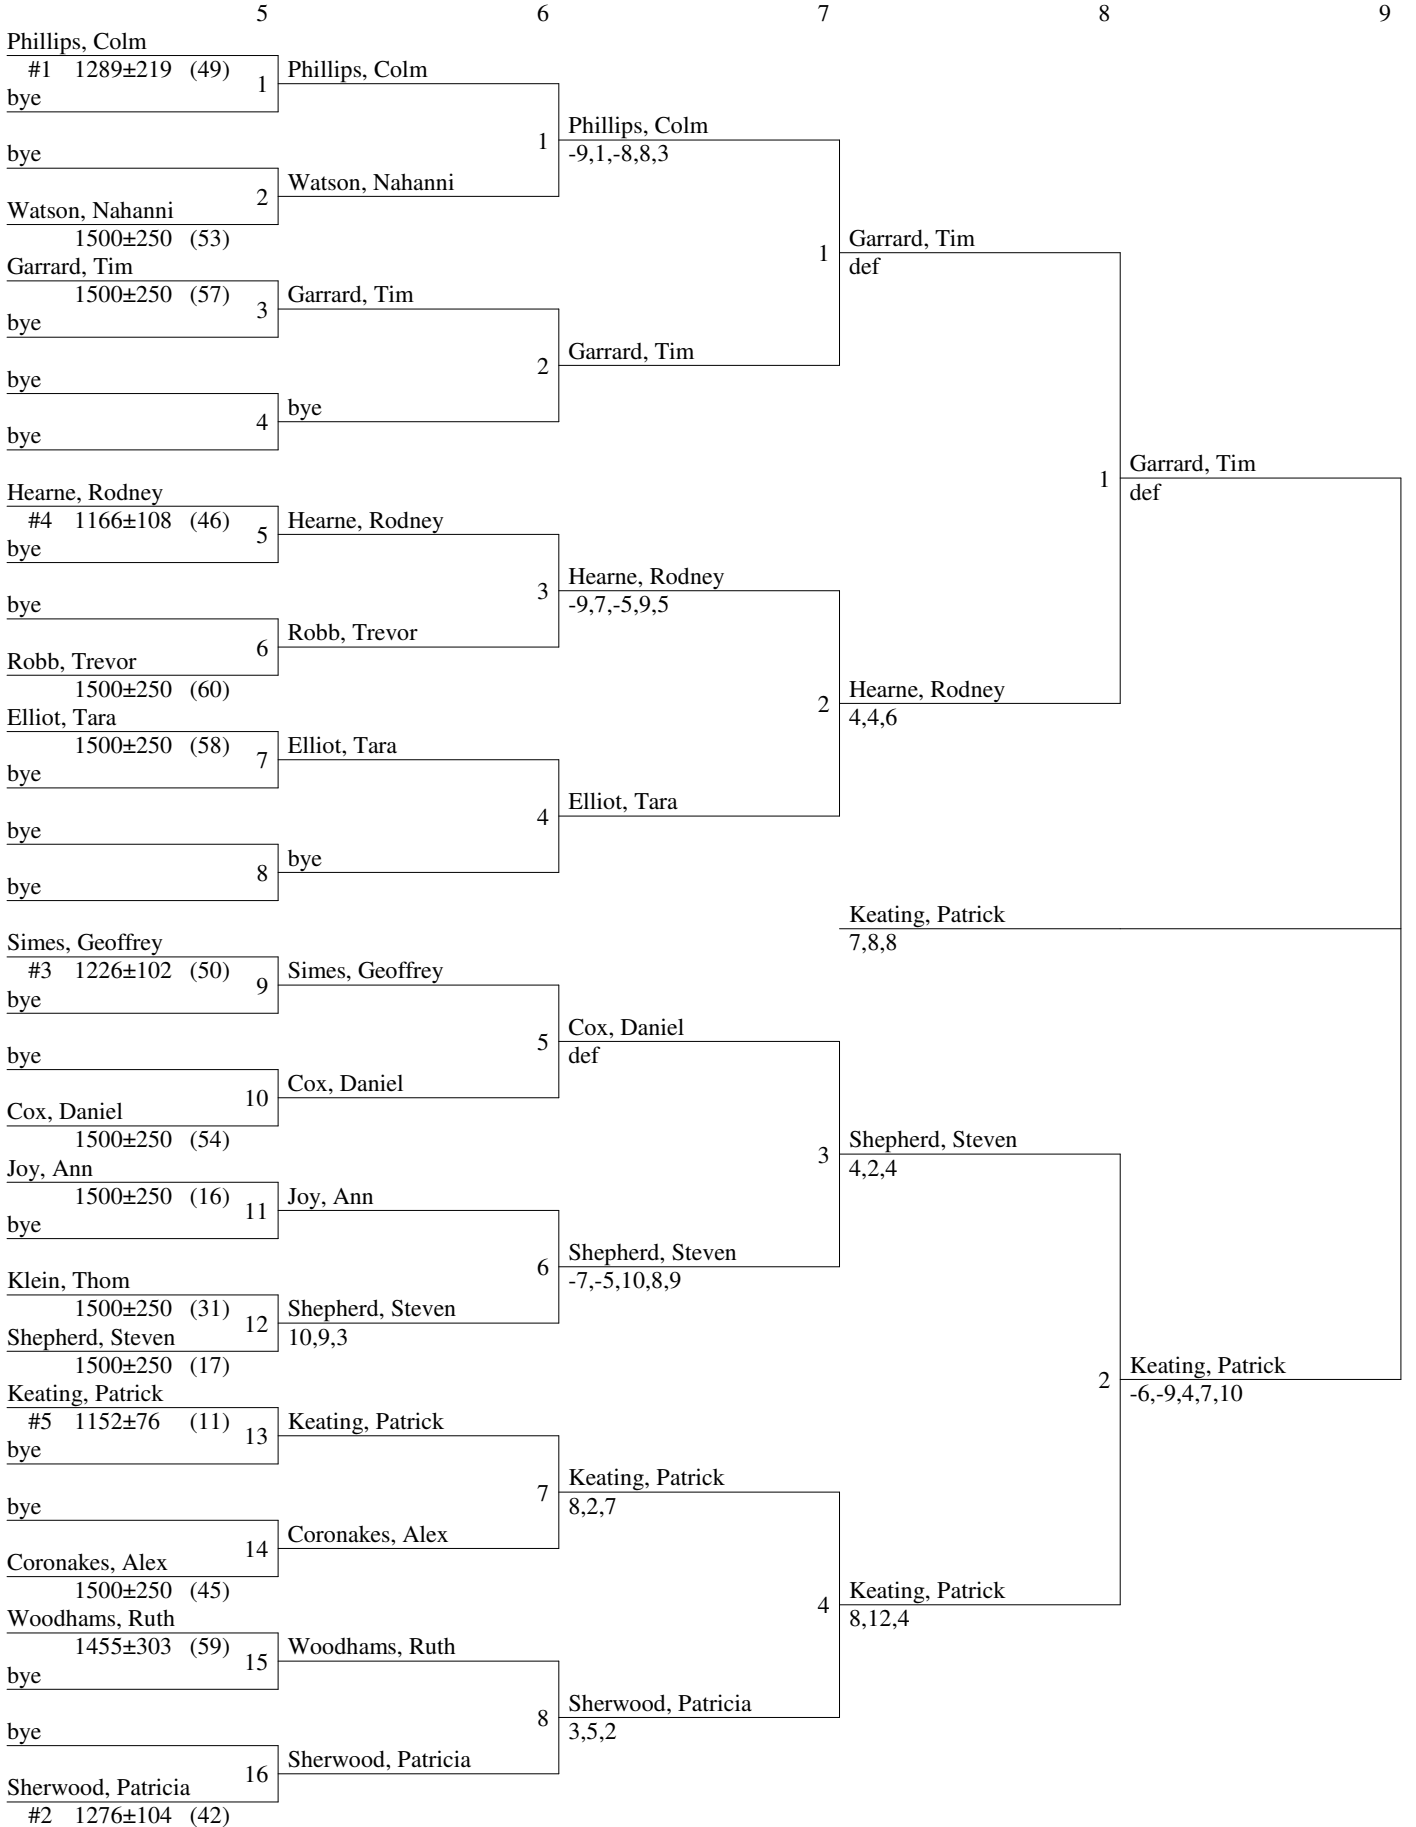 5 6 7 8 9
Phillips, Colm
#1 1289±219 (49) 1 Phillips, Colm
bye
Phillips, Colm
1 -9,1,-8,8,3
bye
2 Watson, Nahanni
Watson, Nahanni
1500±250 (53)
1 Garrard, Tim
def
Garrard, Tim
1500±250 (57) 3 Garrard, Tim
bye
2 Garrard, Tim
bye
4 bye
bye
1 Garrard, Tim
def
Hearne, Rodney
#4 1166±108 (46) 5 Hearne, Rodney
bye
3 Hearne, Rodney
-9,7,-5,9,5
bye
6 Robb, Trevor
Robb, Trevor
1500±250 (60)
2 Hearne, Rodney
4,4,6
Elliot, Tara
1500±250 (58) 7 Elliot, Tara
bye
4 Elliot, Tara
bye
8 bye
bye
Keating, Patrick
7,8,8
Simes, Geoffrey
#3 1226±102 (50) 9 Simes, Geoffrey
bye
5 Cox, Daniel
def
bye
10 Cox, Daniel
Cox, Daniel
1500±250 (54)
3 Shepherd, Steven
4,2,4
Joy, Ann
1500±250 (16) 11 Joy, Ann
bye
6 Shepherd, Steven
-7,-5,10,8,9
Klein, Thom
1500±250 (31) 12 Shepherd, Steven
Shepherd, Steven 10,9,3
1500±250 (17)
2 Keating, Patrick
-6,-9,4,7,10
Keating, Patrick
#5 1152±76 (11) 13 Keating, Patrick
bye
7 Keating, Patrick
8,2,7
bye
14 Coronakes, Alex
Coronakes, Alex
1500±250 (45)
4 Keating, Patrick
8,12,4
Woodhams, Ruth
1455±303 (59) 15 Woodhams, Ruth
bye
8 Sherwood, Patricia
3,5,2
bye
16 Sherwood, Patricia
Sherwood, Patricia
#2 1276±104 (42)